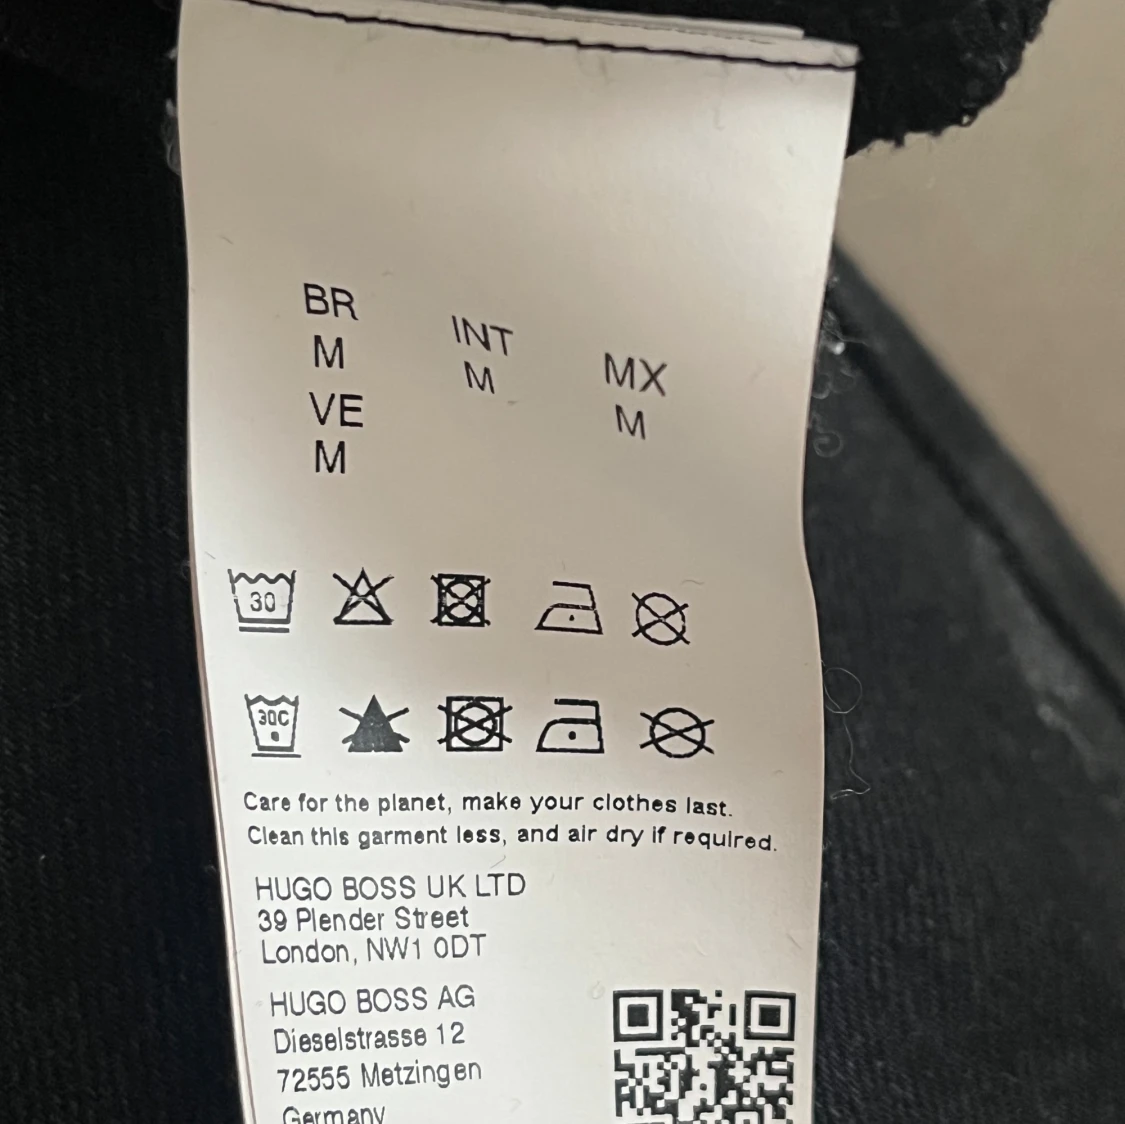 BR INT MX
M M M
VE
M
30
30C
Care for the planet, make your clothes last.
Clean this garment less, and air dry if required.
HUGO BOSS UK LTD
39 Plender Street
London, NW1 0DT
HUGO BOSS AG
Dieselstrasse 12
72555 Metzingen
Germany